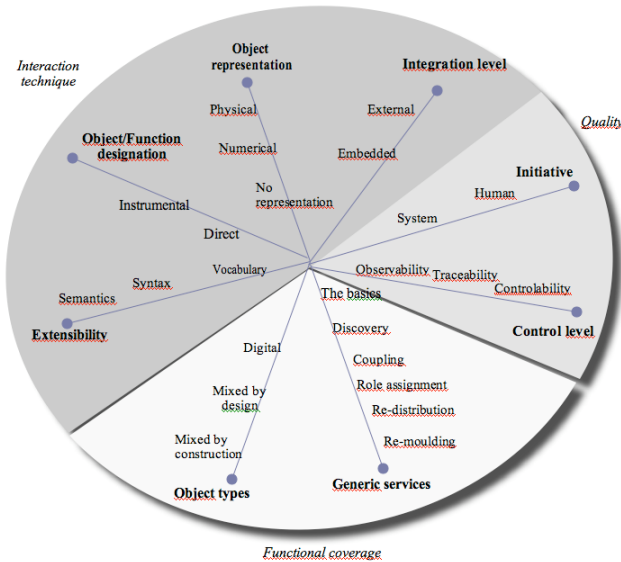 Interaction
technique
Object
representation
Integration level
Physical
External
Quality
Object/Function
designation
Numerical
Embedded
Initiative
Human
No
representation
Instrumental
System
Direct
Vocabulary
Observability
Traceability
Syntax
Controlability
Semantics
The basics
Extensibility
Control level
Discovery
Digital
Coupling
Role assignment
Mixed by
design
Re-distribution
Mixed by
construction
Re-moulding
Object types
Generic services
Functional coverage